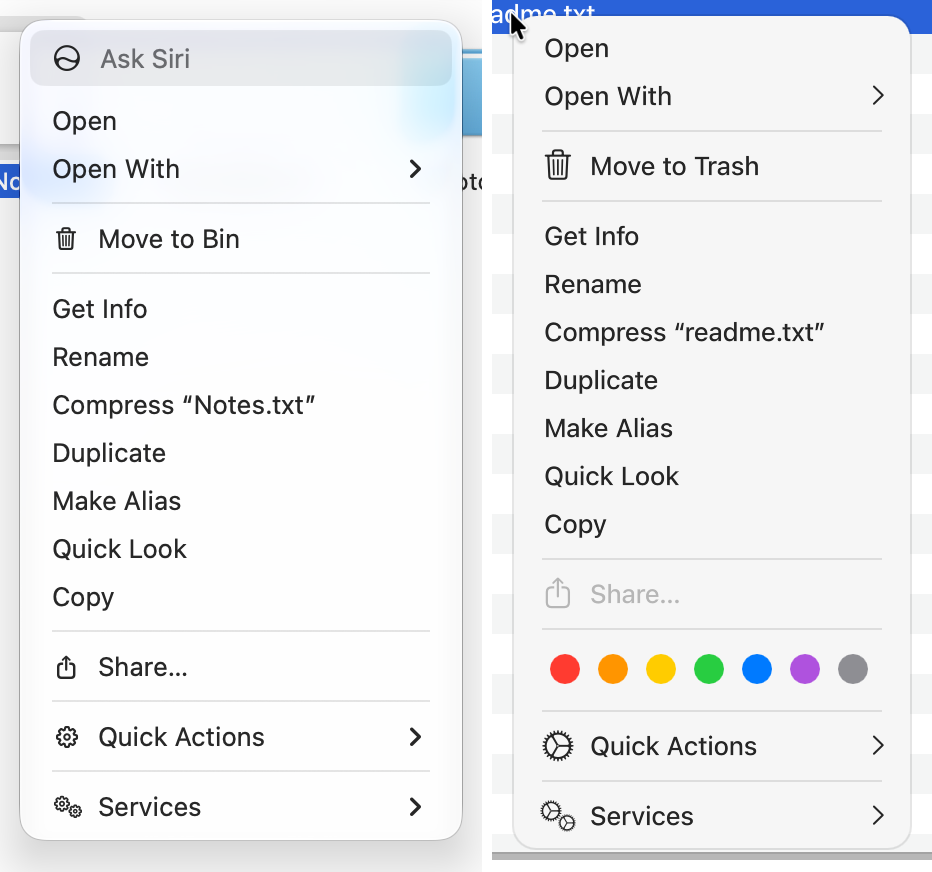 Ask Siri
Open
Open With
Move to Bin
Get Info
Rename
Compress “Notes.txt”
Duplicate
Make Alias
Quick Look
Copy
Share...
Quick Actions
Services
Open
Open With
Move to Trash
Get Info
Rename
Compress “readme.txt”
Duplicate
Make Alias
Quick Look
Copy
Share...
Quick Actions
Services